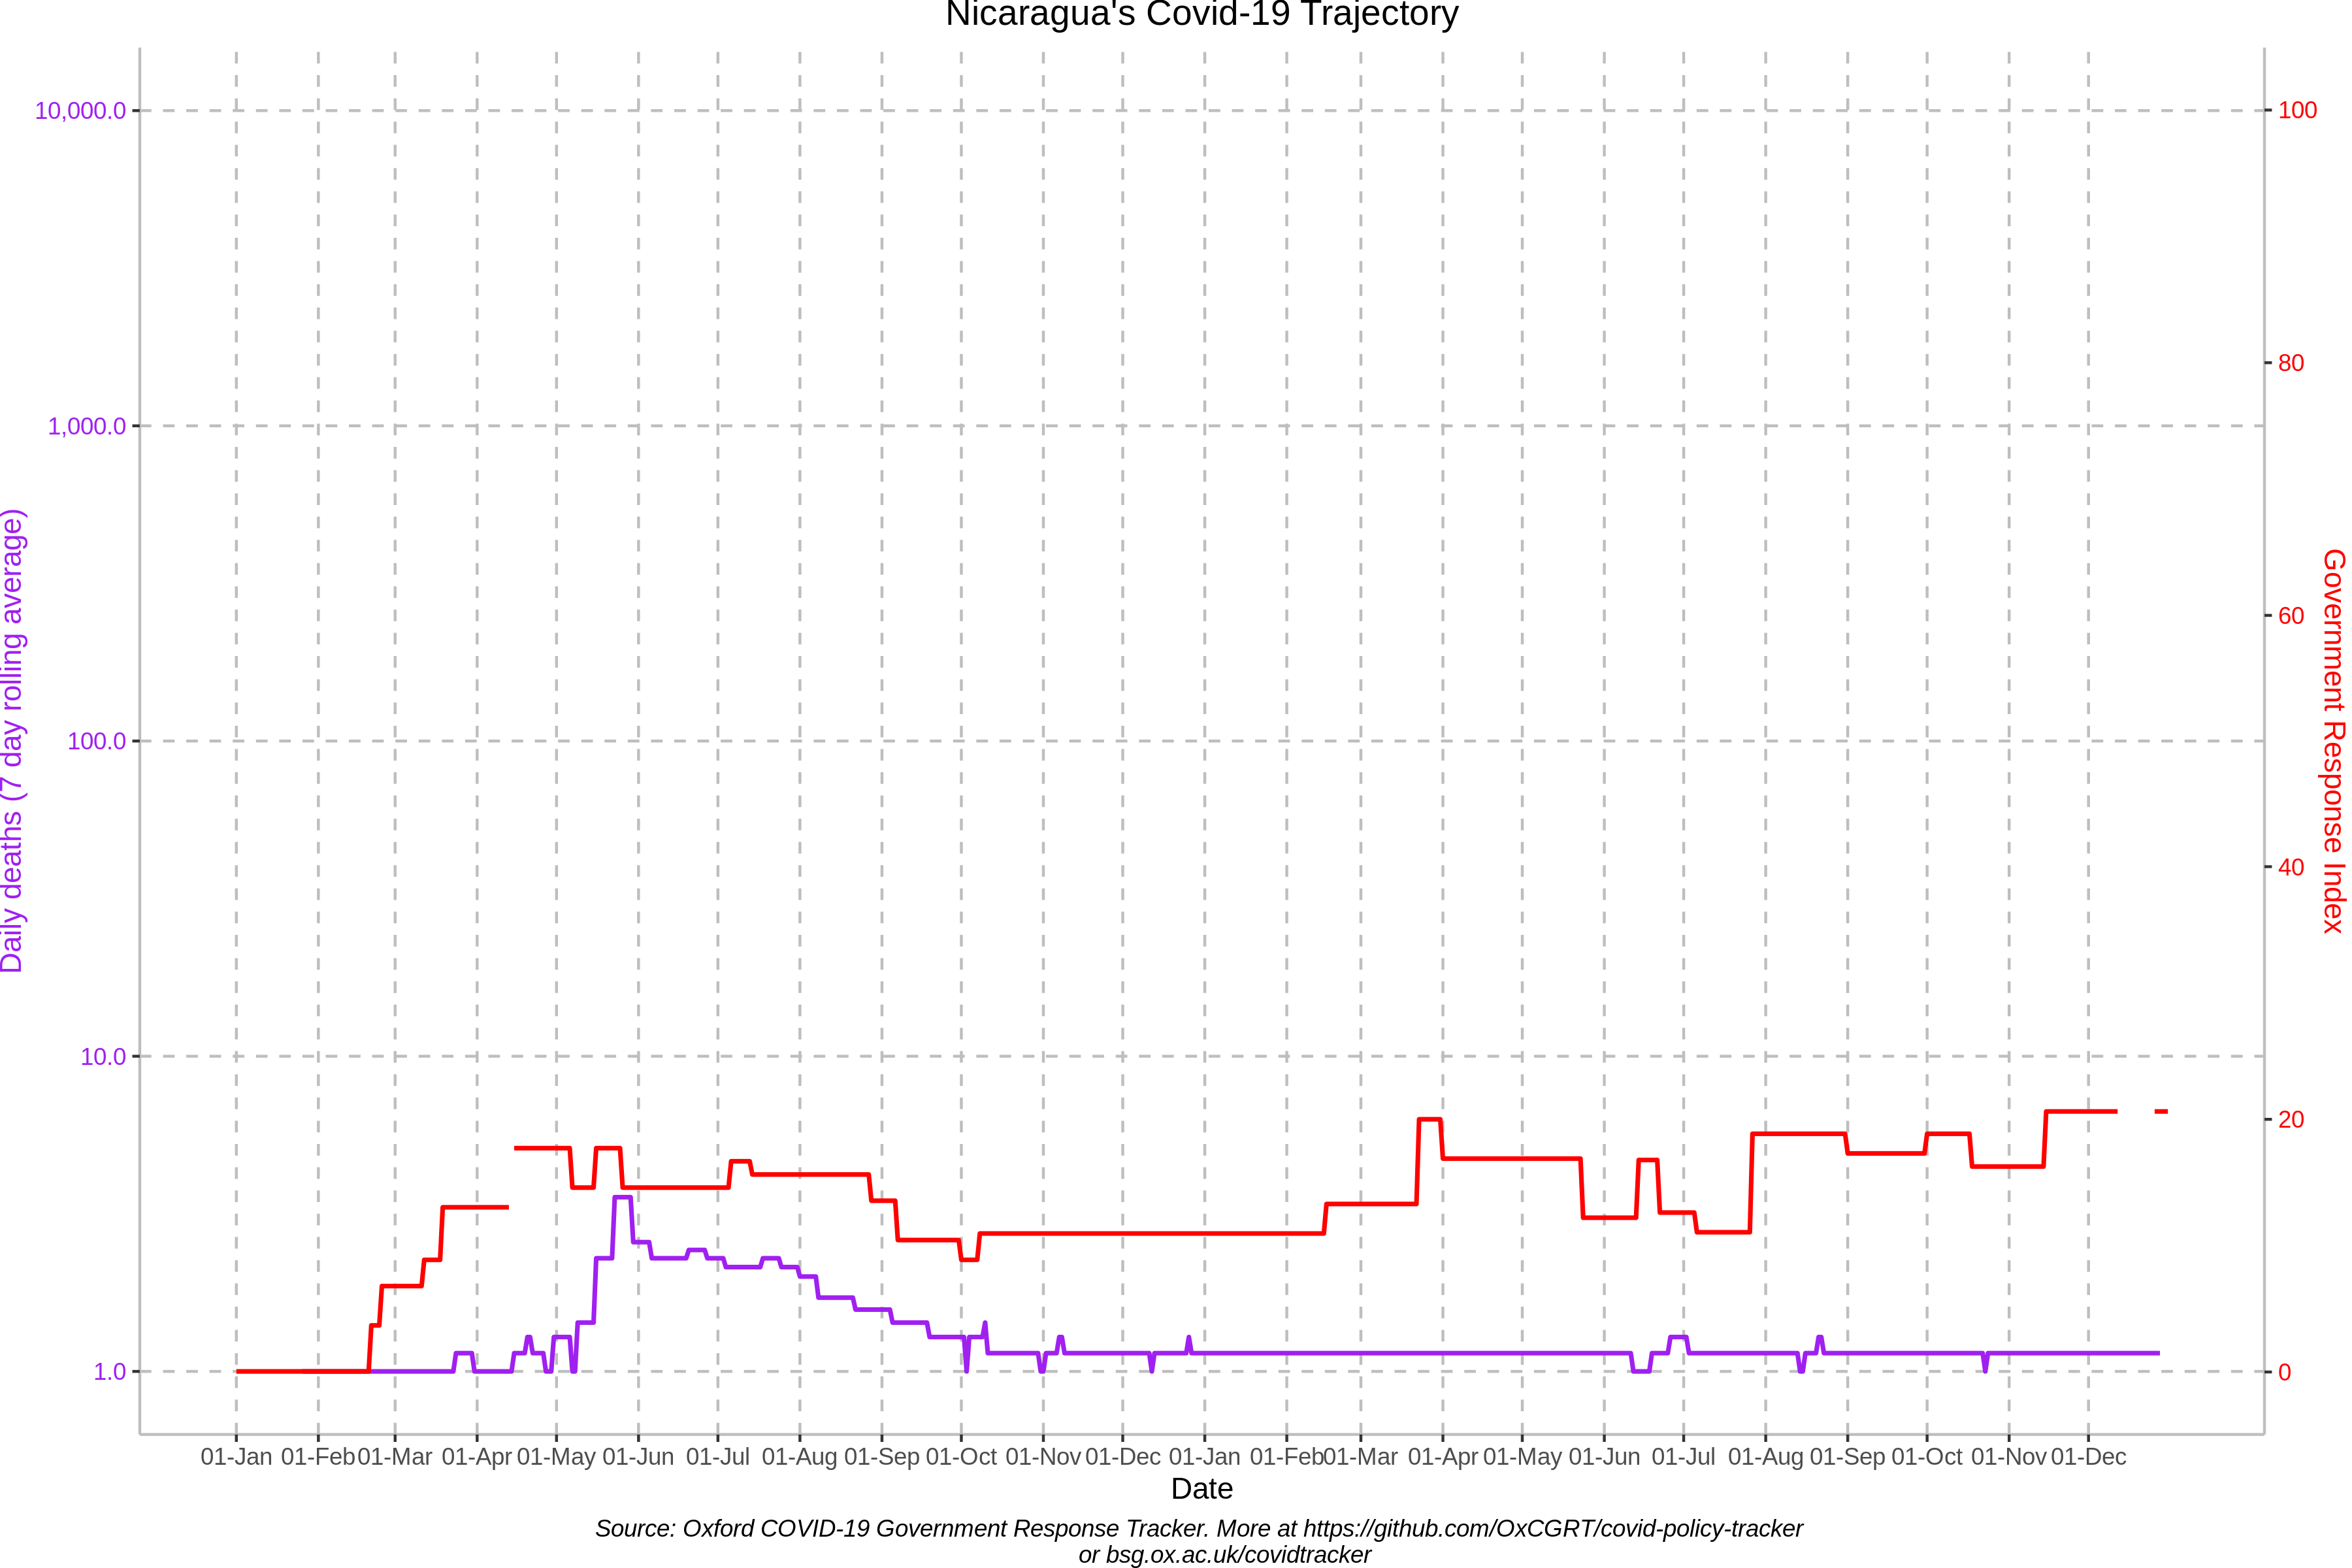 Nicaragua's Covid-19 Trajectory
10,000.0
1,000.0
100.0
10.0
1.0
Daily deaths (7 day rolling average)
100
80
60
40
20
0
Government Response Index
01-Jan 01-Feb 01-Mar 01-Apr 01-May 01-Jun 01-Jul 01-Aug 01-Sep 01-Oct 01-Nov 01-Dec 01-Jan 01-Feb 01-Mar 01-Apr 01-May 01-Jun 01-Jul 01-Aug 01-Sep 01-Oct 01-Nov 01-Dec
Date
Source: Oxford COVID-19 Government Response Tracker. More at https://github.com/OxCGRT/covid-policy-tracker
or bsg.ox.ac.uk/covidtracker